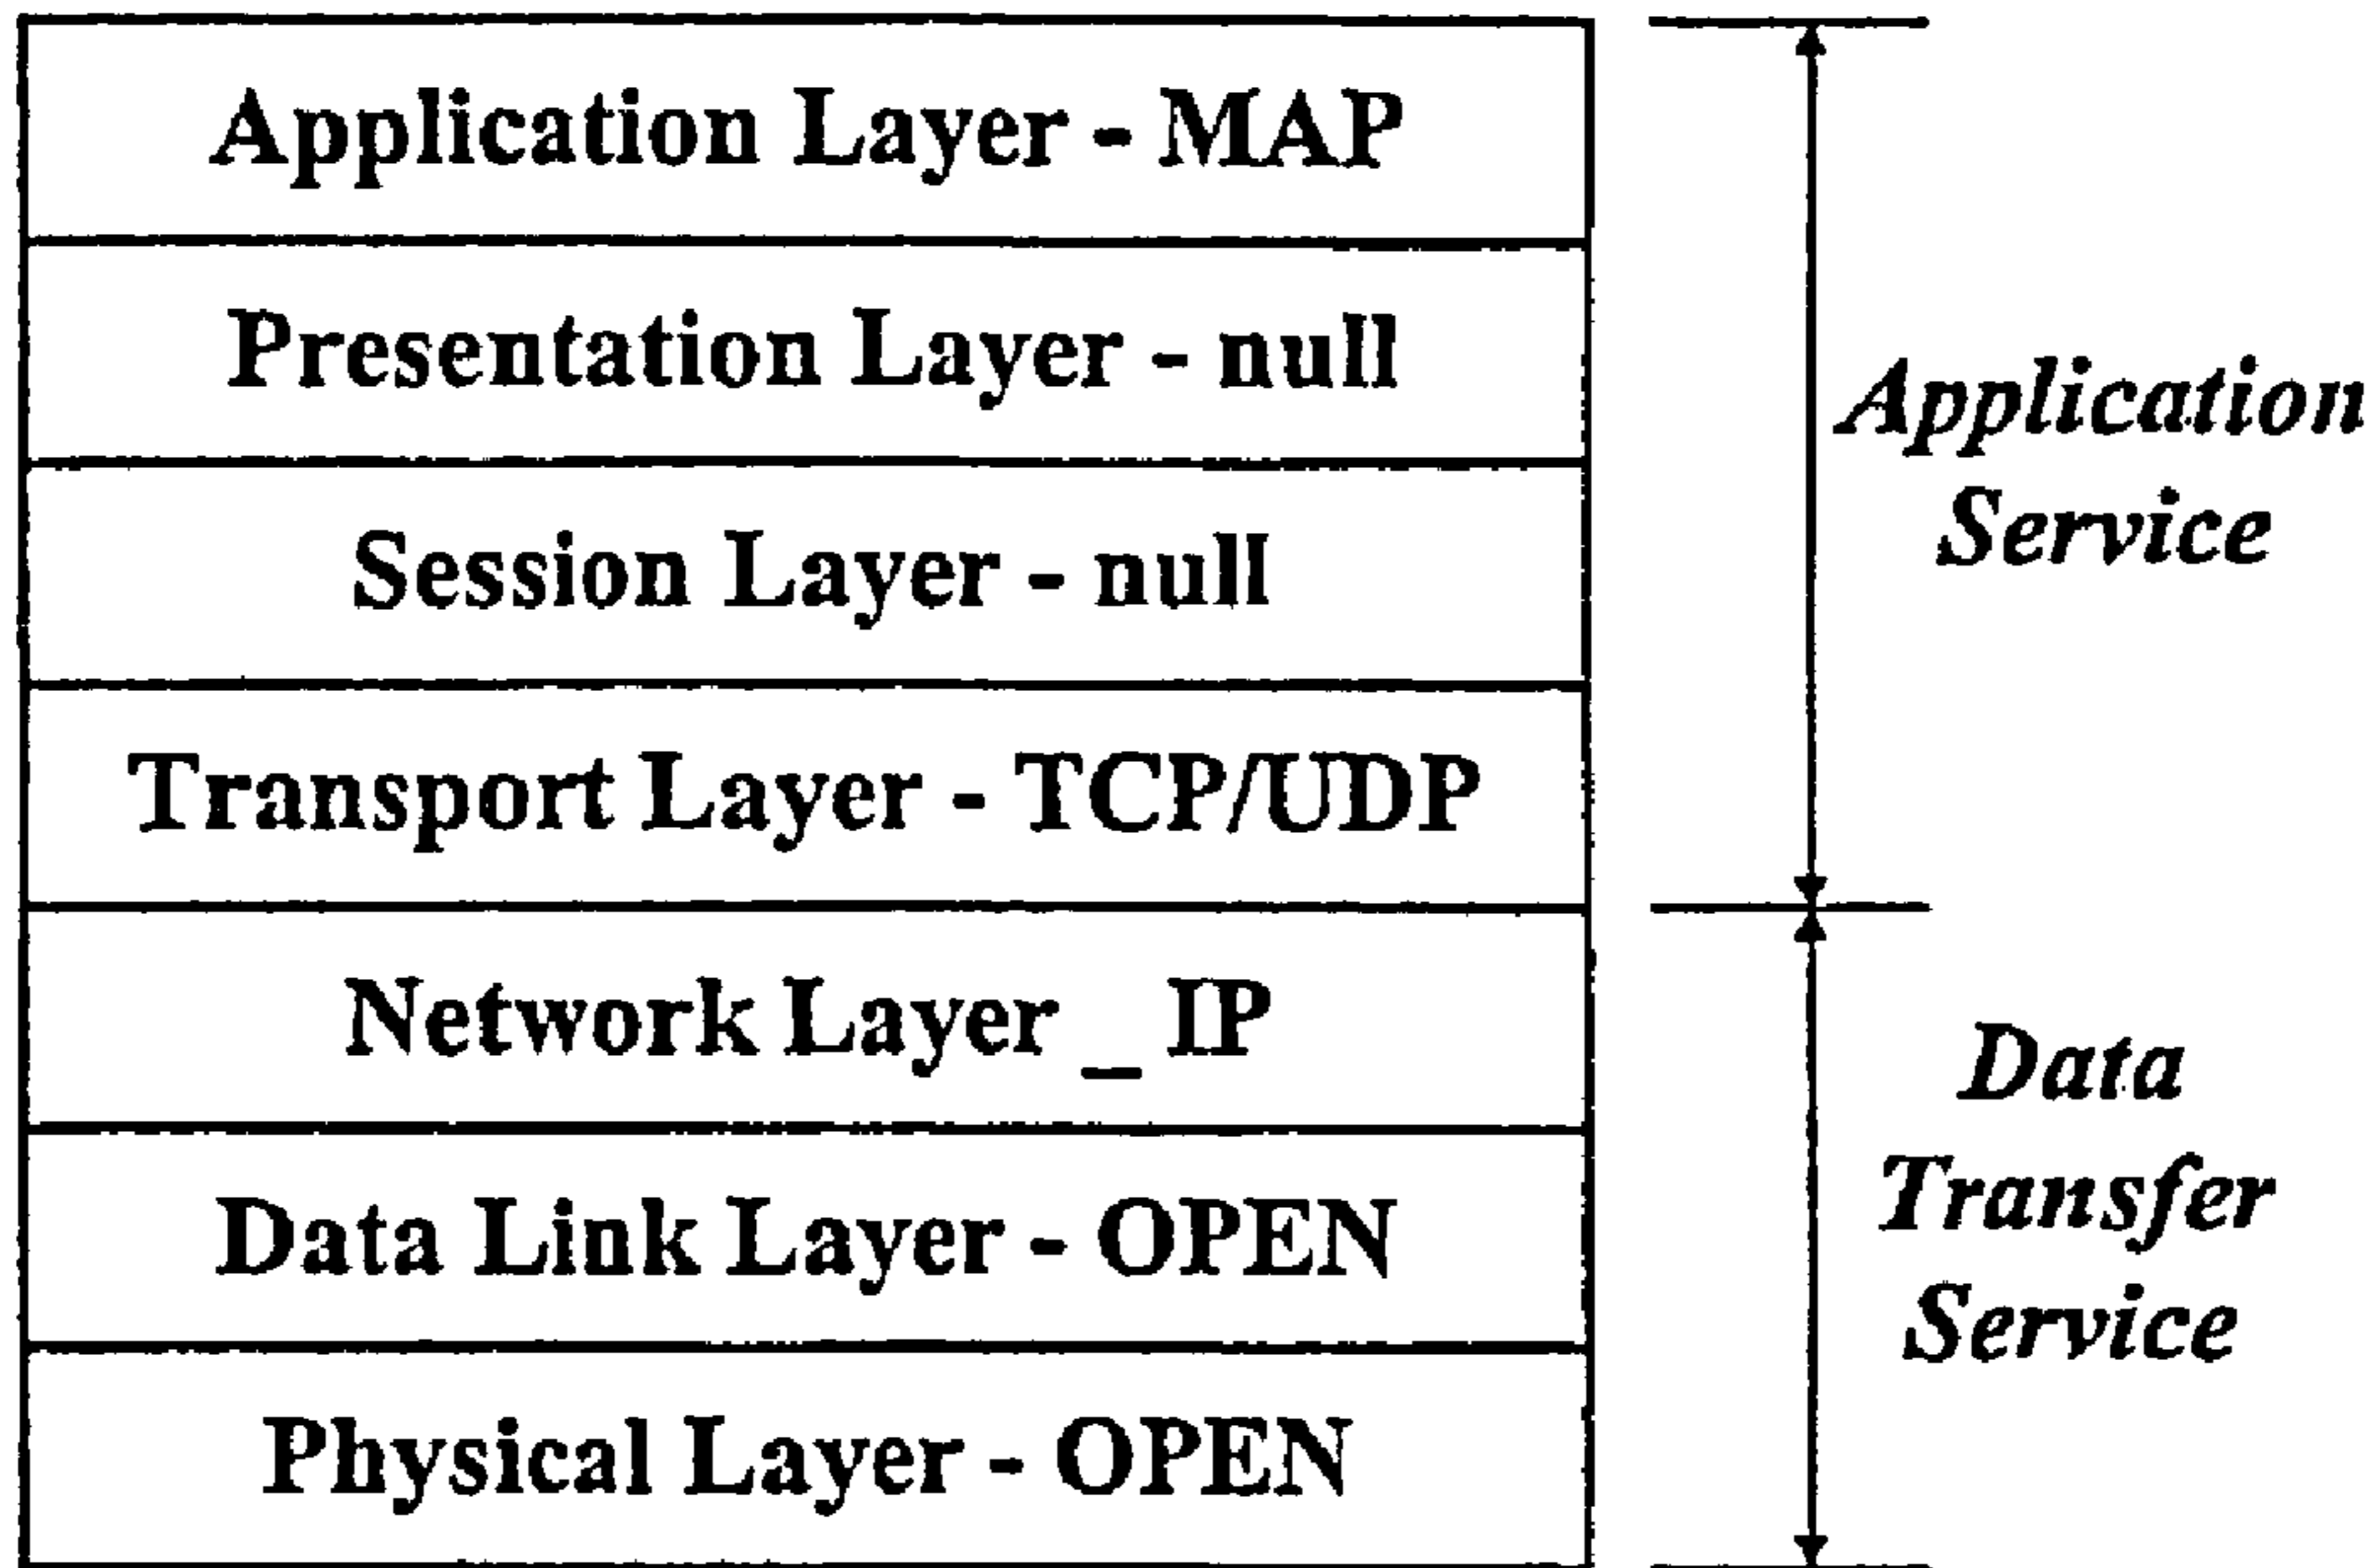 Application Layer - MAP
Presentation Layer - null
Session Layer - null
Transport Layer - TCP/UDP
Network Layer _ IP
Data Link Layer - OPEN
Physical Layer - OPEN
Application
Service
Data
Transfer
Service